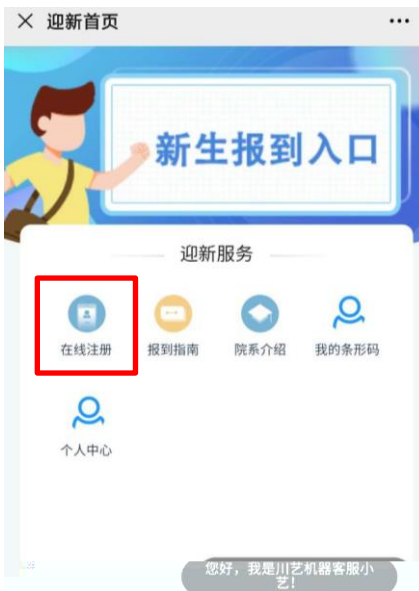 迎新首页
新生报到入口
迎新服务
在线注册
报到指南
院系介绍
我的条形码
个人中心
您好，我是川艺机器客服小
艺！